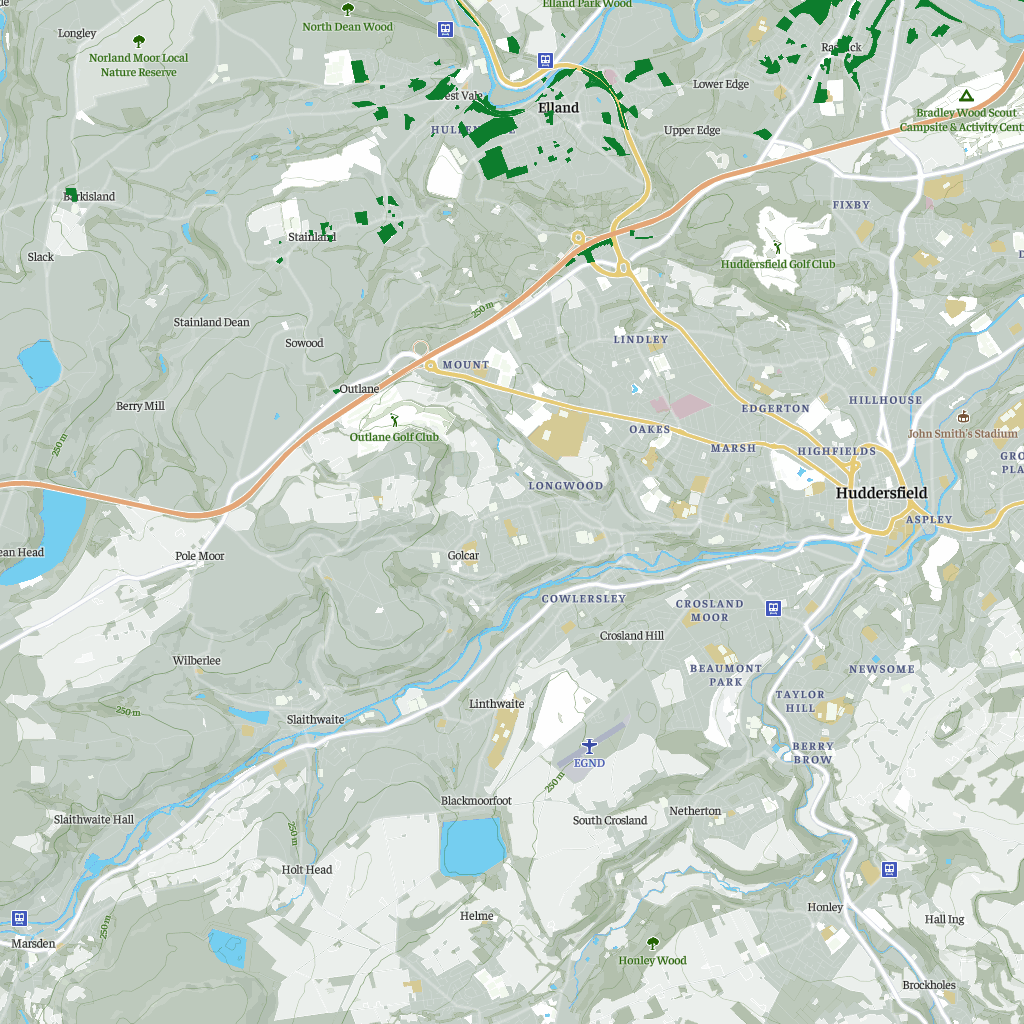 Elland Park Wood
Longley
North Dean Wood
Norland Moor Local
Nature Reserve
Rastrick
Lower Edge
West Vale
Elland
Bradley Wood Scout
Campsite & Activity Cent
Upper Edge
Barkisland
FIXBY
Stainland
Slack
Huddersfield Golf Club
250 m
Stainland Dean
Sowood
LINDLEY
MOUNT
Outlane
Berry Mill
EDGERTON
HILLHOUSE
OAKES
John Smith's Stadium
Outlane Golf Club
250 m
MARSH
HIGHFIELDS
GRO
PLA
LONGWOOD
Huddersfield
ASPLEY
ean Head
Pole Moor
Golcar
COWLERSLEY
CROSLAND
MOOR
Crosland Hill
Wilberlee
BEAUMONT
PARK
NEWSOME
TAYLOR
HILL
Linthwaite
250 m
Slaithwaite
BERRY
BROW
EGND
250 m
Blackmoorfoot
Netherton
Slaithwaite Hall
South Crosland
250 m
Holt Head
Honley
Helme
Hall Ing
250 m
Marsden
Honley Wood
Brockholes